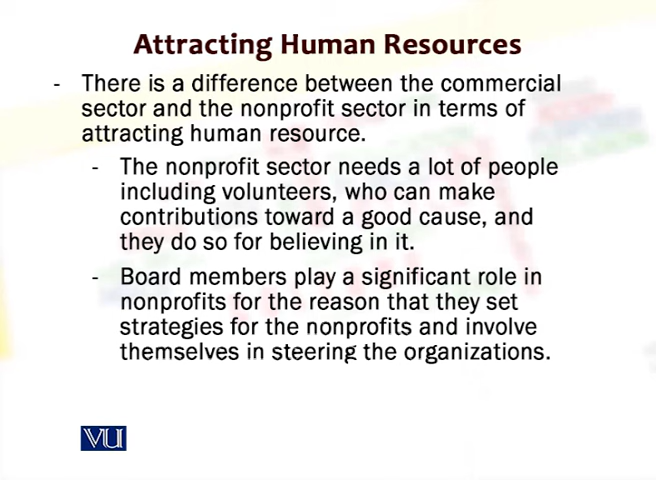 Attracting Human Resources
- There is a difference between the commercial
sector and the nonprofit sector in terms of
attracting human resource.
- The nonprofit sector needs a lot of people
including volunteers, who can make
contributions toward a good cause, and
they do so for believing in it.
- Board members play a significant role in
nonprofits for the reason that they set
strategies for the nonprofits and involve
themselves in steering the organizations.
VU